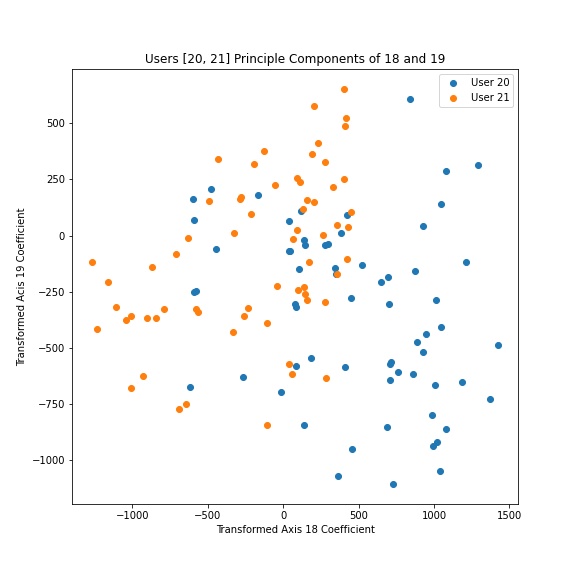 Users [20, 21] Principle Components of 18 and 19
User 20
User 21
Transformed Acis 19 Coefficient
500
250
0
−250
−500
−750
−1000
−1000
−500
0
500
1000
1500
Transformed Axis 18 Coefficient